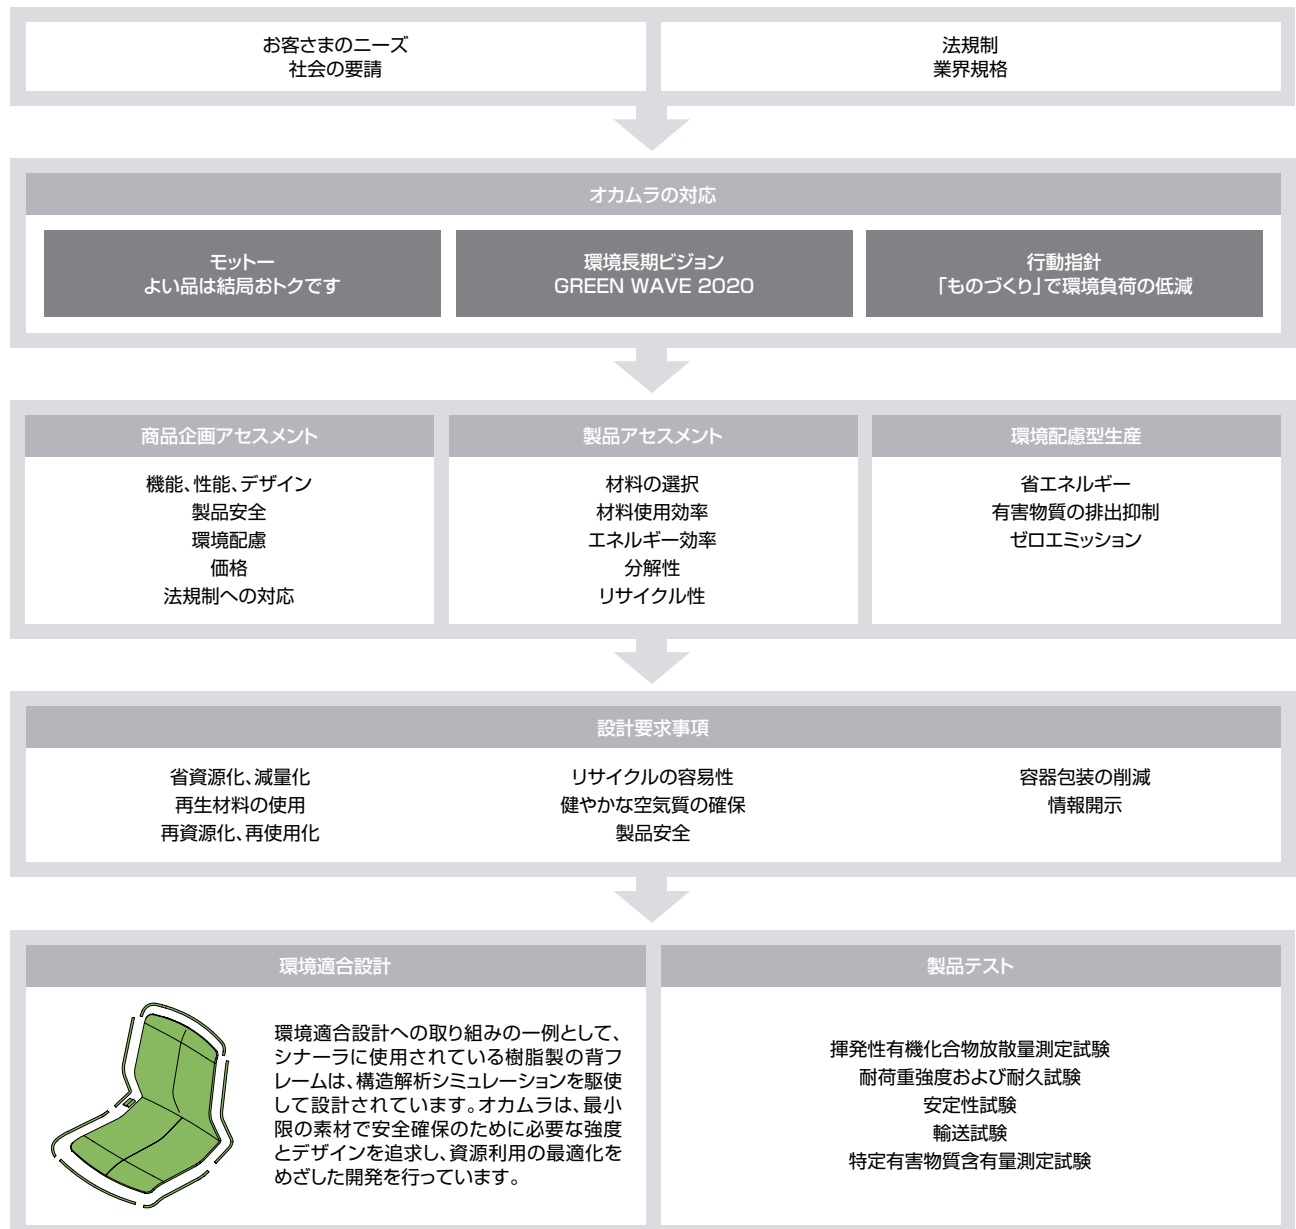 お客さまのニーズ
社会の要請
法規制
業界規格
オカムラの対応
モットー
よい品は結局おトクです
環境長期ビジョン
GREEN WAVE 2020
行動指針
「ものづくり」で環境負荷の低減
商品企画アセスメント
機能、性能、デザイン
製品安全
環境配慮
価格
法規制への対応
製品アセスメント
材料の選択
材料使用効率
エネルギー効率
分解性
リサイクル性
環境配慮型生産
省エネルギー
有害物質の排出抑制
ゼロエミッション
設計要求事項
省資源化、減量化
再生材料の使用
再資源化、再使用化
リサイクルの容易性
健やかな空気質の確保
製品安全
容器包装の削減
情報開示
環境適合設計
環境適合設計への取り組みの一例として、
シナーラに使用されている樹脂製の背フ
レームは、構造解析シミュレーションを駆使
して設計されています。オカムラは、最小
限の素材で安全確保のために必要な強度
とデザインを追求し、資源利用の最適化を
めざした開発を行っています。
製品テスト
揮発性有機化合物放散量測定試験
耐荷重強度および耐久試験
安定性試験
輸送試験
特定有害物質含有量測定試験